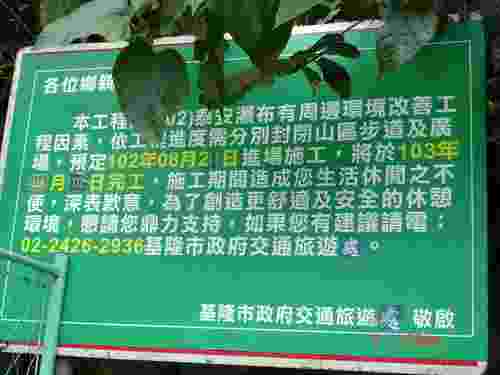 各位鄉親
本工程 102 泰安瀑布有周邊環境改善工
程因素，依工程進度需分別封閉山區步道及廣
場，預定102年08月2 日進場施工，將於103年
月 日完工，施工期間造成您生活休閒之不
便，深表歉意，為了創造更舒適及安全的休憩
環境，懇請您鼎力支持，如果您有建議請電：
02-2426-2936基隆市政府交通旅遊處。
基隆市政府交通旅遊處 敬啟